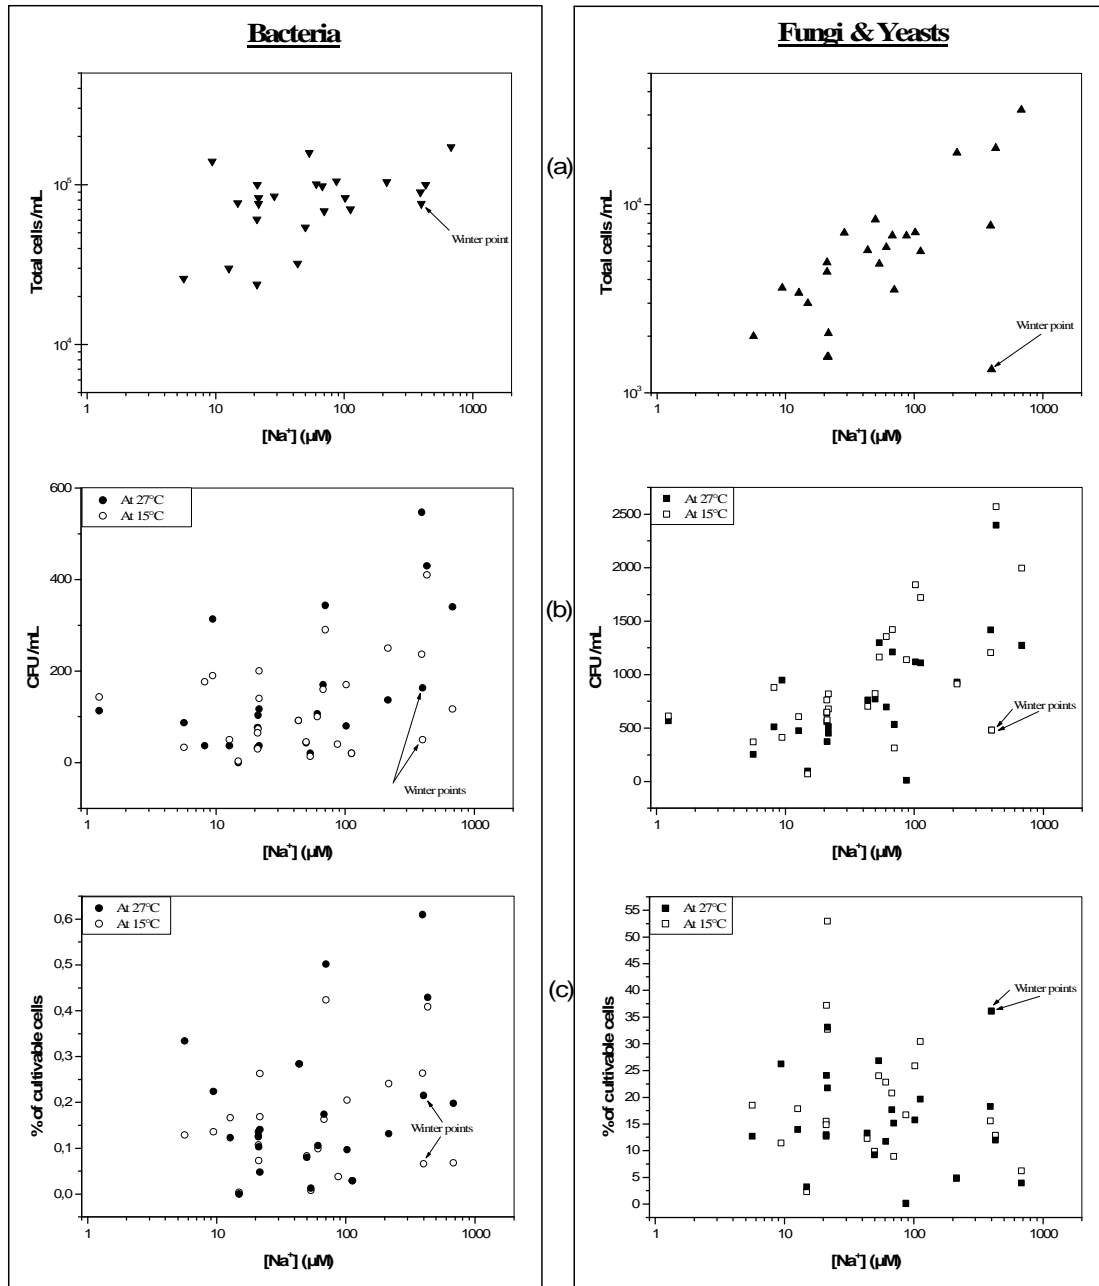 Bacteria
Fungi & Yeasts
(a)
Total cells /mL
10^5
10^4
Winter point
1 10 100 1000
[Na+] (µM)
Total cells /mL
10^4
10^3
Winter point
1 10 100 1000
[Na+] (µM)
(b)
CFU /mL
600
400
200
0
At 27°C
At 15°C
Winter points
1 10 100 1000
[Na+] (µM)
CFU /mL
2500
2000
1500
1000
500
0
At 27°C
At 15°C
Winter points
1 10 100 1000
[Na+] (µM)
(c)
% of cultivable cells
0,6
0,5
0,4
0,3
0,2
0,1
0,0
At 27°C
At 15°C
Winter points
1 10 100 1000
[Na+] (µM)
% of cultivable cells
55
50
45
40
35
30
25
20
15
10
5
0
At 27°C
At 15°C
Winter points
1 10 100 1000
[Na+] (µM)